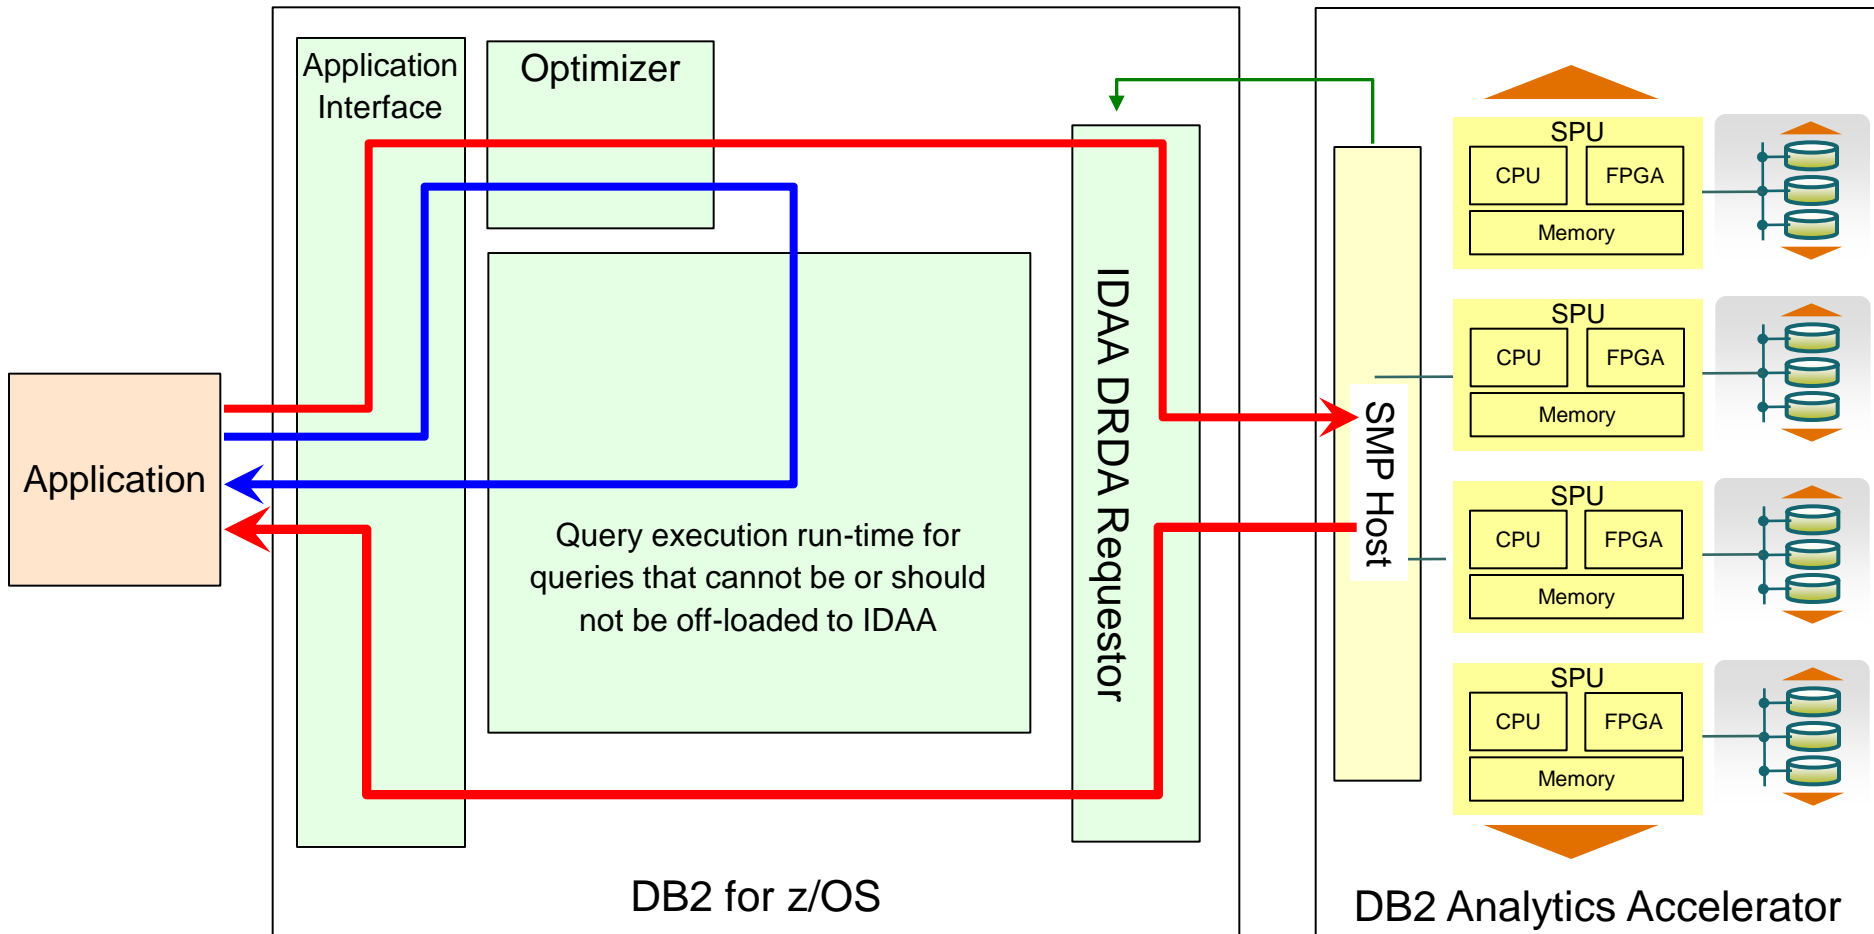 Application
Interface
Optimizer
Application
Query execution run-time for
queries that cannot be or should
not be off-loaded to IDAA
IDAA DRDA Requestor
DB2 for z/OS
SMP Host
SPU
CPU
FPGA
Memory
SPU
CPU
FPGA
Memory
SPU
CPU
FPGA
Memory
SPU
CPU
FPGA
Memory
DB2 Analytics Accelerator